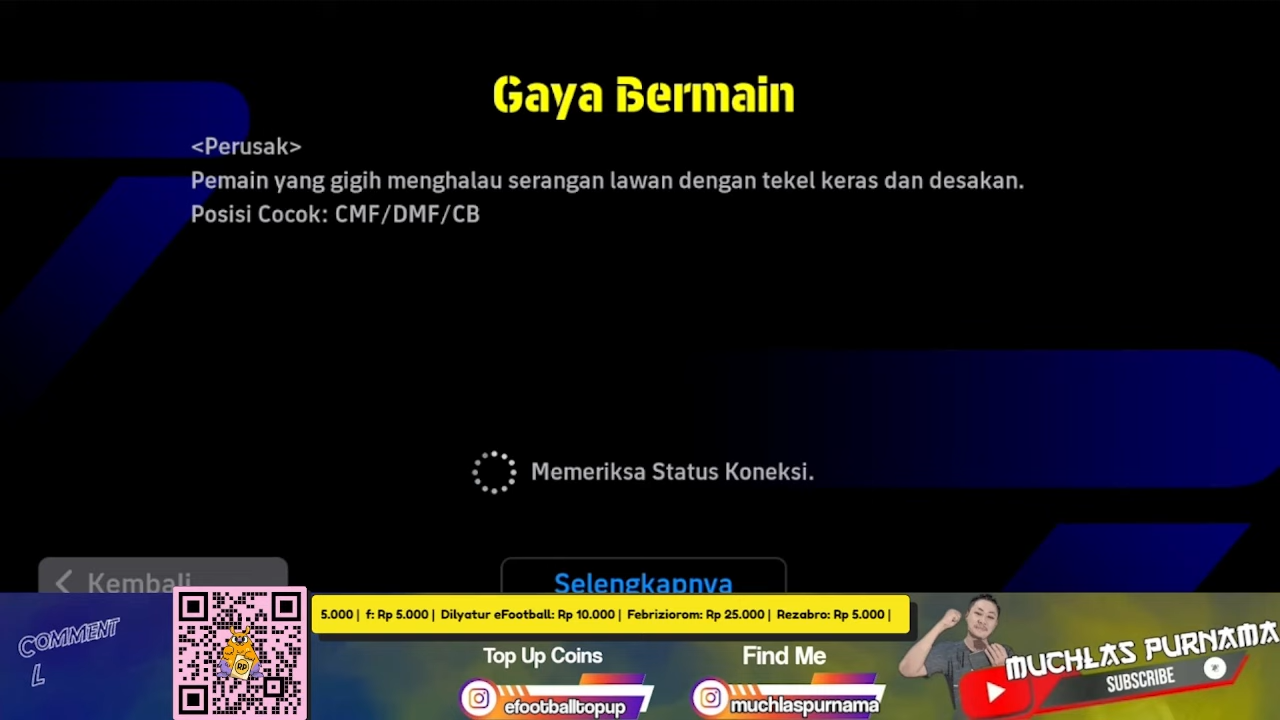 Gaya Bermain
<Perusak>
Pemain yang gigih menghalau serangan lawan dengan tekel keras dan desakan.
Posisi Cocok: CMF/DMF/CB
Memeriksa Status Koneksi.
Kembali
Selengkapnya
5.000 | f: Rp 5.000 | Dilyatur eFootball: Rp 10.000 | Febriziorom: Rp 25.000 | Rezabro: Rp 5.000 |
COMMENT
L
RP
Top Up Coins
efootballtopup
Find Me
muchlaspurnama
MUCHLAS PURNAMA
SUBSCRIBE